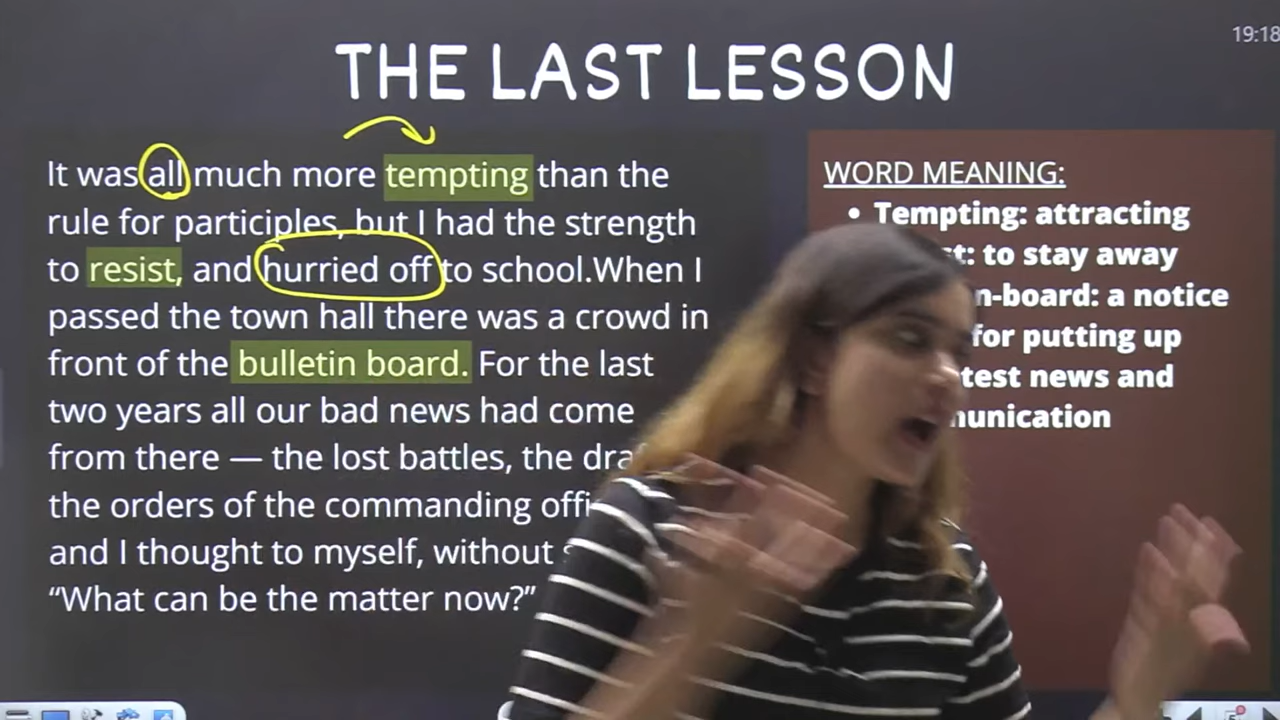 19:18
THE LAST LESSON
It was all much more tempting than the
rule for participles, but I had the strength
to resist, and hurried off to school.When I
passed the town hall there was a crowd in
front of the bulletin board. For the last
two years all our bad news had come
from there — the lost battles, the
the orders of the commanding
and I thought to myself, without
“What can be the matter now?”
WORD MEANING:
• Tempting: attracting
to stay away
a notice
for putting up
news and